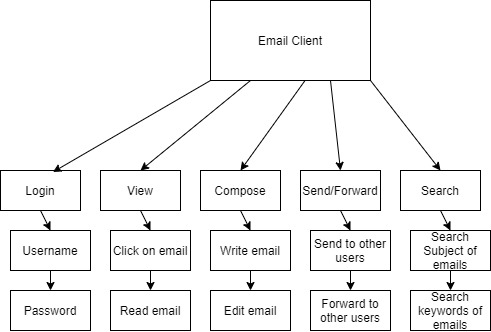 Email Client
Login
View
Compose
Send/Forward
Search
Username
Click on email
Write email
Send to other
users
Search
Subject of
emails
Password
Read email
Edit email
Forward to
other users
Search
keywords of
emails